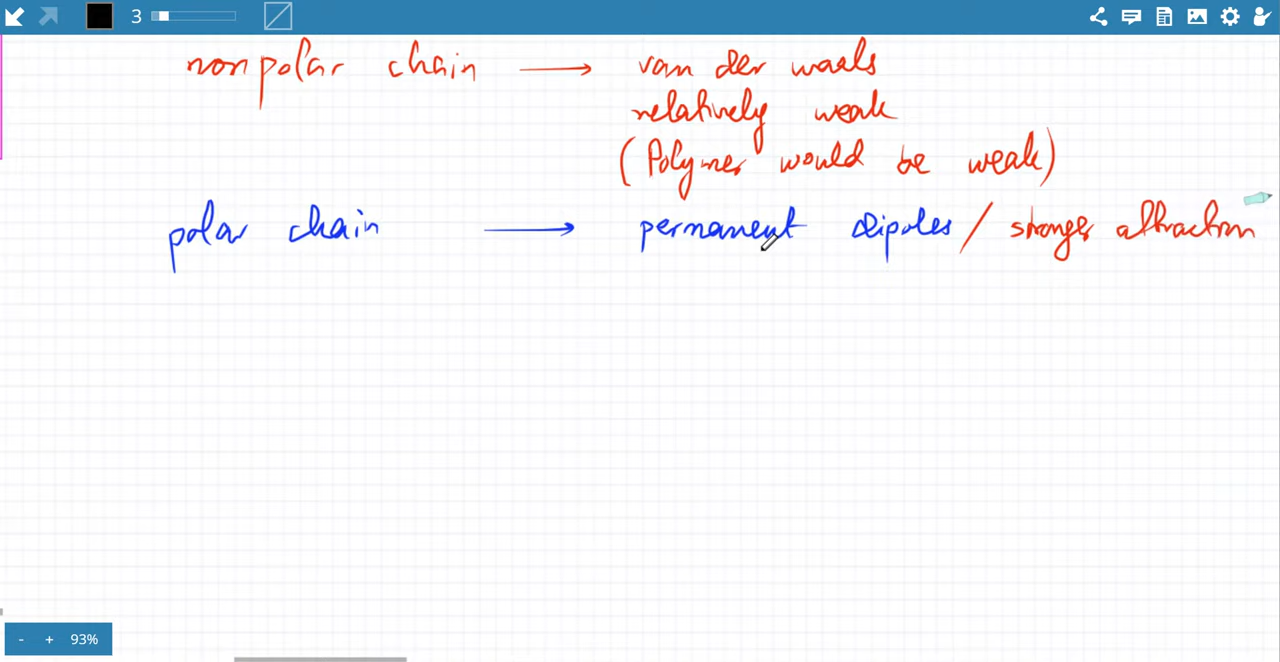 3
nonpolar chain → van der waals
relatively weak
(Polymer would be weak)
polar chain → permanent dipoles / stronger attraction
- + 93%